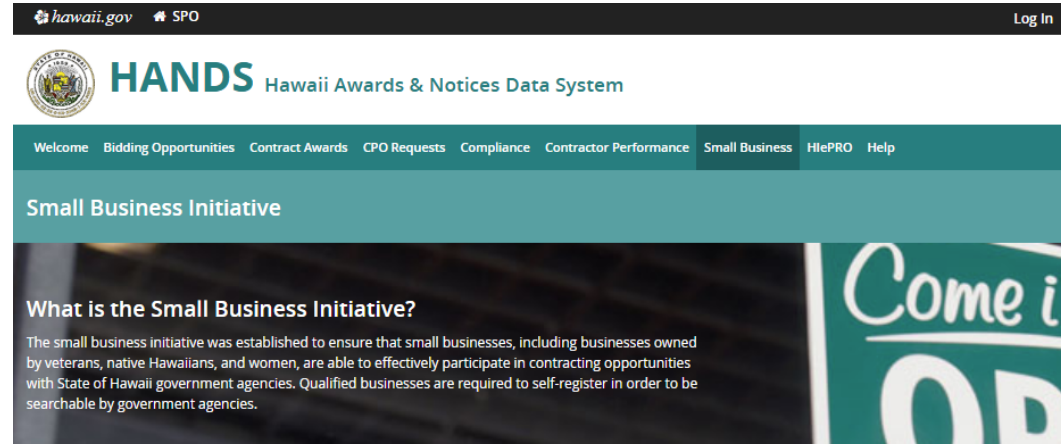 hawaii.gov SPO Log In
HANDS Hawaii Awards & Notices Data System
Welcome Bidding Opportunities Contract Awards CPO Requests Compliance Contractor Performance Small Business HIePRO Help
Small Business Initiative
What is the Small Business Initiative?
The small business initiative was established to ensure that small businesses, including businesses owned
by veterans, native Hawaiians, and women, are able to effectively participate in contracting opportunities
with State of Hawaii government agencies. Qualified businesses are required to self-register in order to be
searchable by government agencies.
Come i
OP